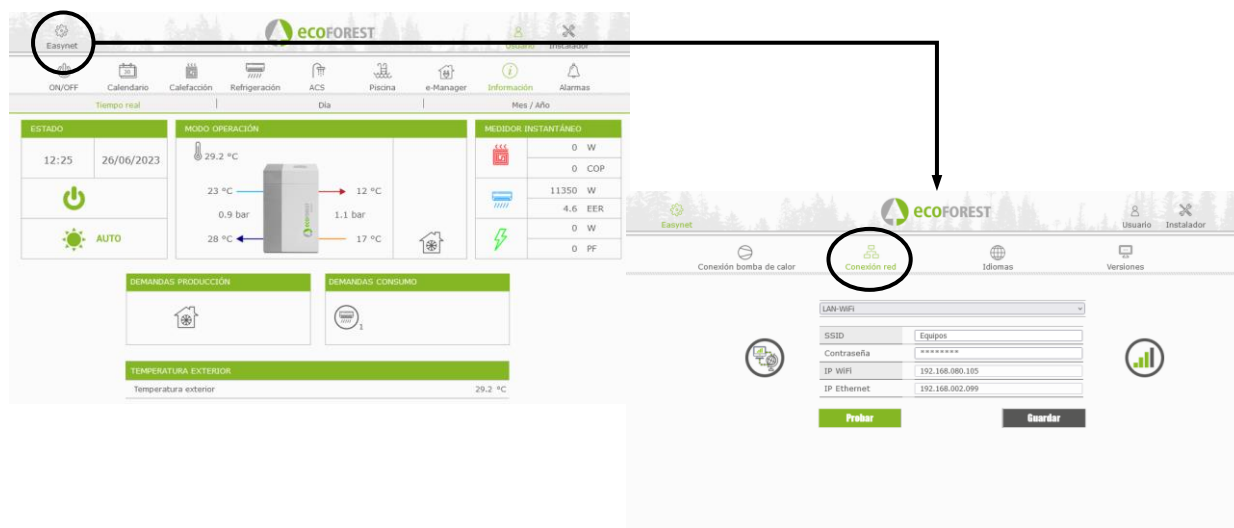 Easynet
ecoFOREST
Usuario Instalador
ON/OFF Calendario Calefacción Refrigeración ACS Piscina e-Manager Información Alarmas
Tiempo real Día Mes / Año
ESTADO MODO OPERACIÓN MEDIDOR INSTANTÁNEO
12:25 26/06/2023
29.2 °C
0 W
0 COP
23 °C 12 °C
11350 W
0.9 bar 1.1 bar
4.6 EER
AUTO
28 °C 17 °C
0 W
0 PF
DEMANDAS PRODUCCIÓN DEMANDAS CONSUMO
1
TEMPERATURA EXTERIOR
Temperatura exterior 29.2 °C
Easynet
ecoFOREST
Usuario Instalador
Conexión bomba de calor Conexión red Idiomas Versiones
LAN-WiFi
SSID Equipos
Contraseña ********
IP WiFi 192.168.080.105
IP Ethernet 192.168.002.099
Probar Guardar